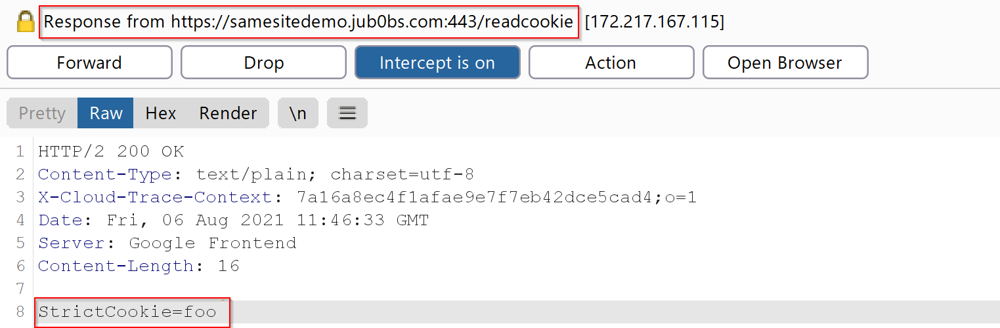 Response from https://samesitedemo.jub0bs.com:443/readcookie [172.217.167.115]
Forward Drop Intercept is on Action Open Browser
Pretty Raw Hex Render \n
1 HTTP/2 200 OK
2 Content-Type: text/plain; charset=utf-8
3 X-Cloud-Trace-Context: 7a16a8ec4f1afae9e7f7eb42dce5cad4;o=1
4 Date: Fri, 06 Aug 2021 11:46:33 GMT
5 Server: Google Frontend
6 Content-Length: 16
7
8 StrictCookie=foo